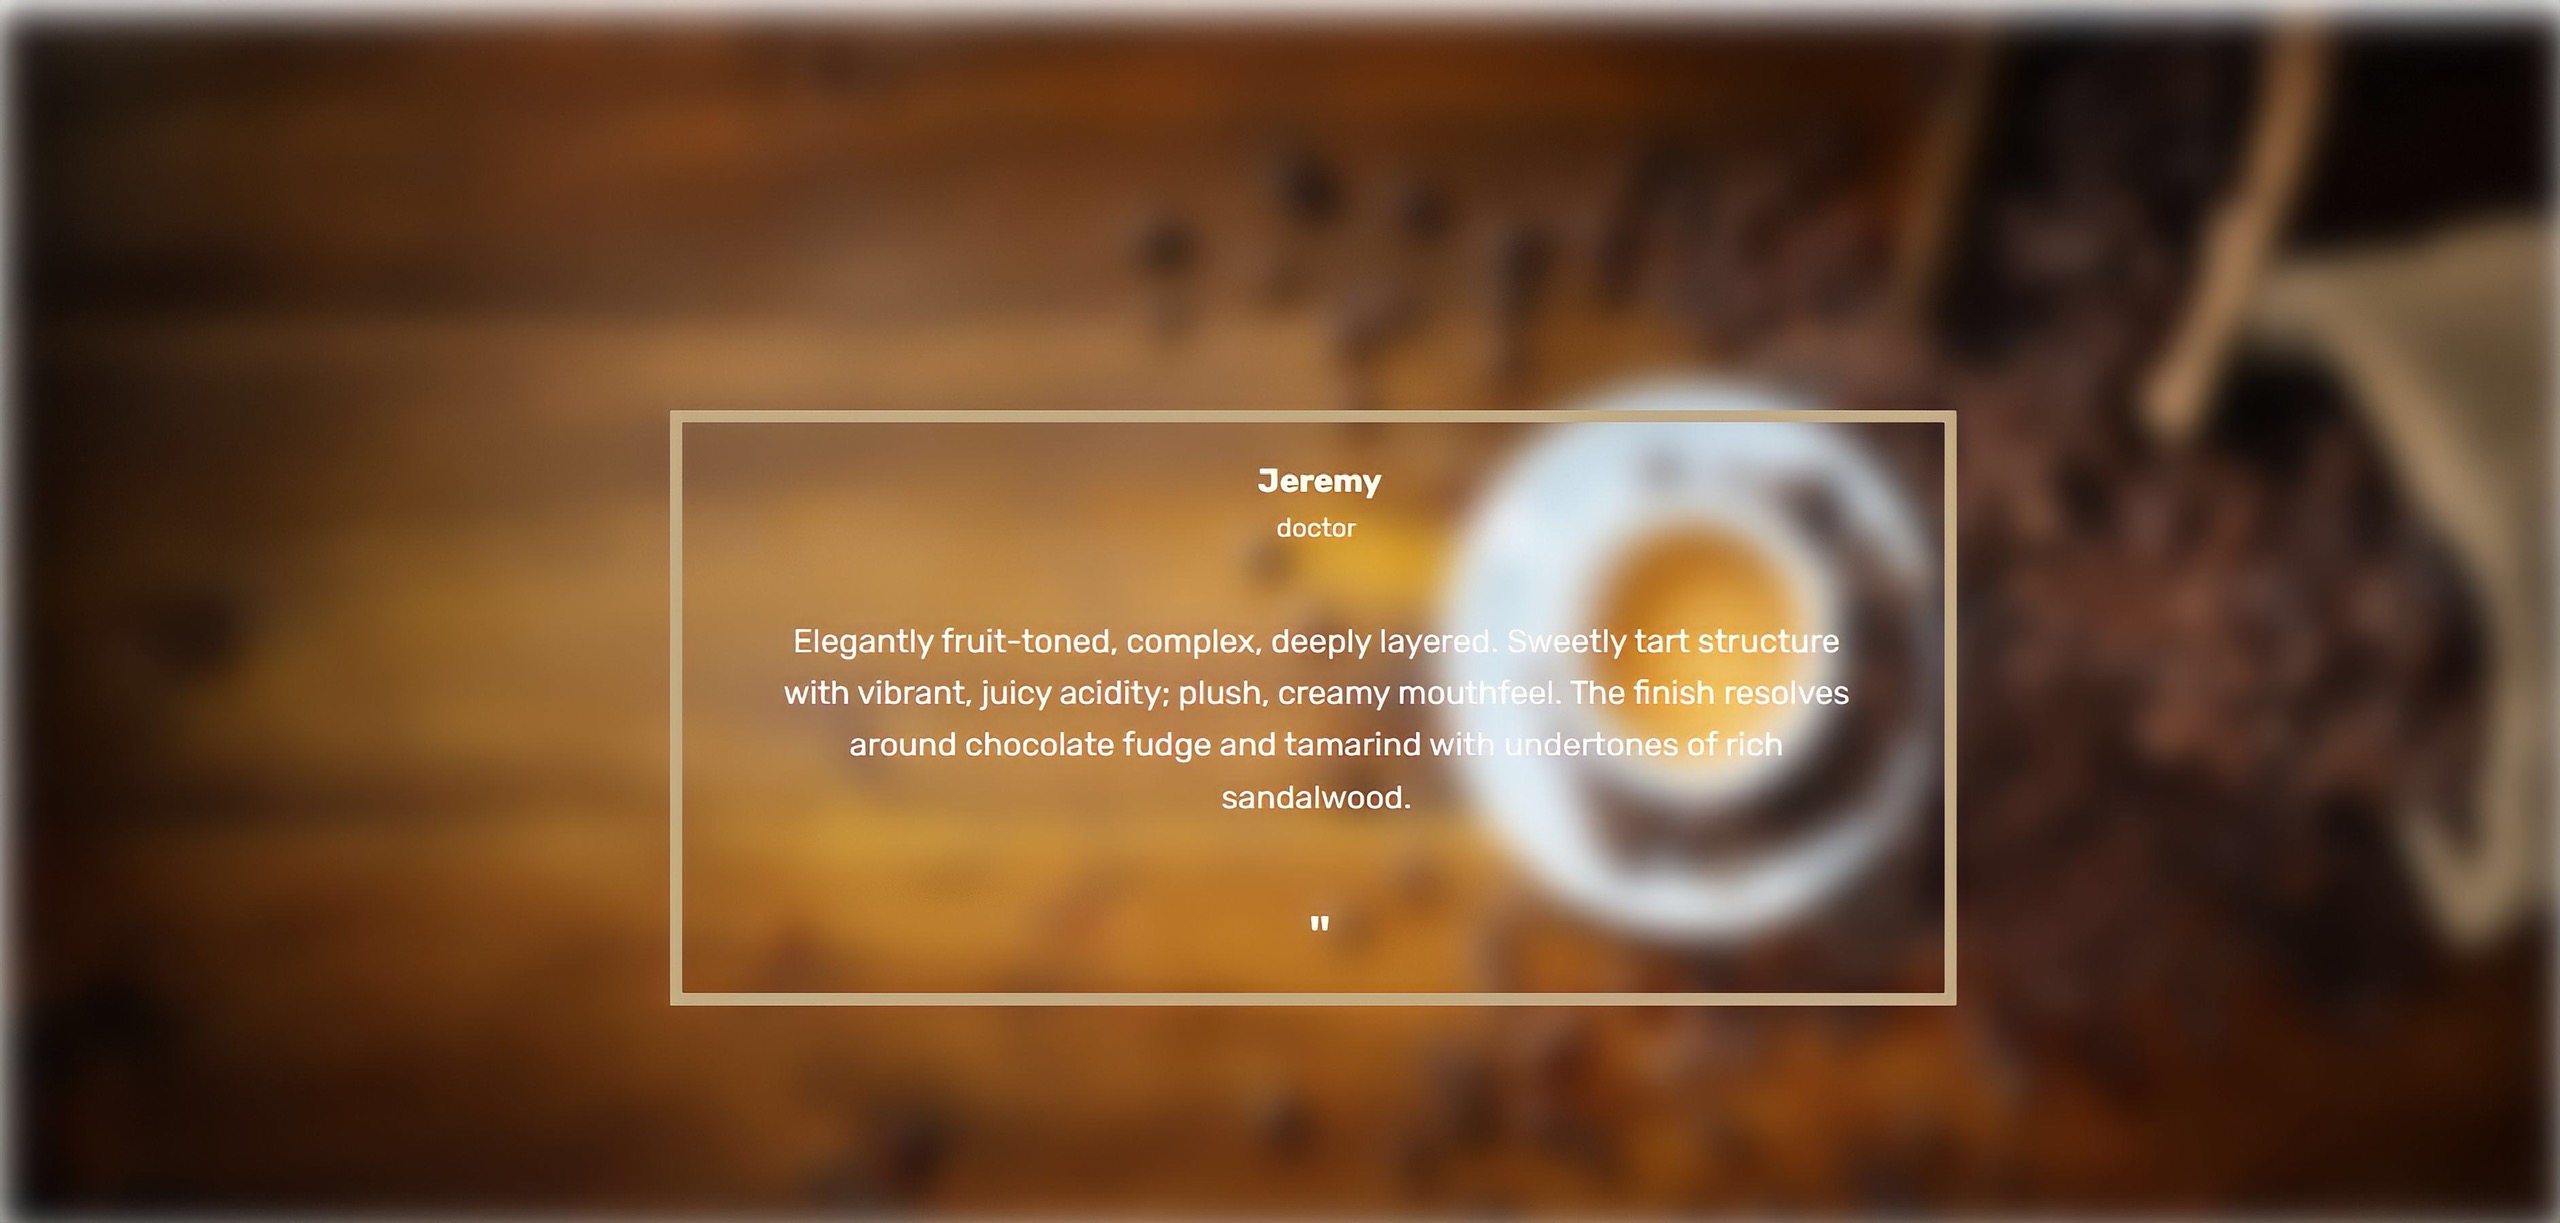 Jeremy
doctor
Elegantly fruit-toned, complex, deeply layered. Sweetly tart structure
with vibrant, juicy acidity; plush, creamy mouthfeel. The finish resolves
around chocolate fudge and tamarind with undertones of rich
sandalwood.
"